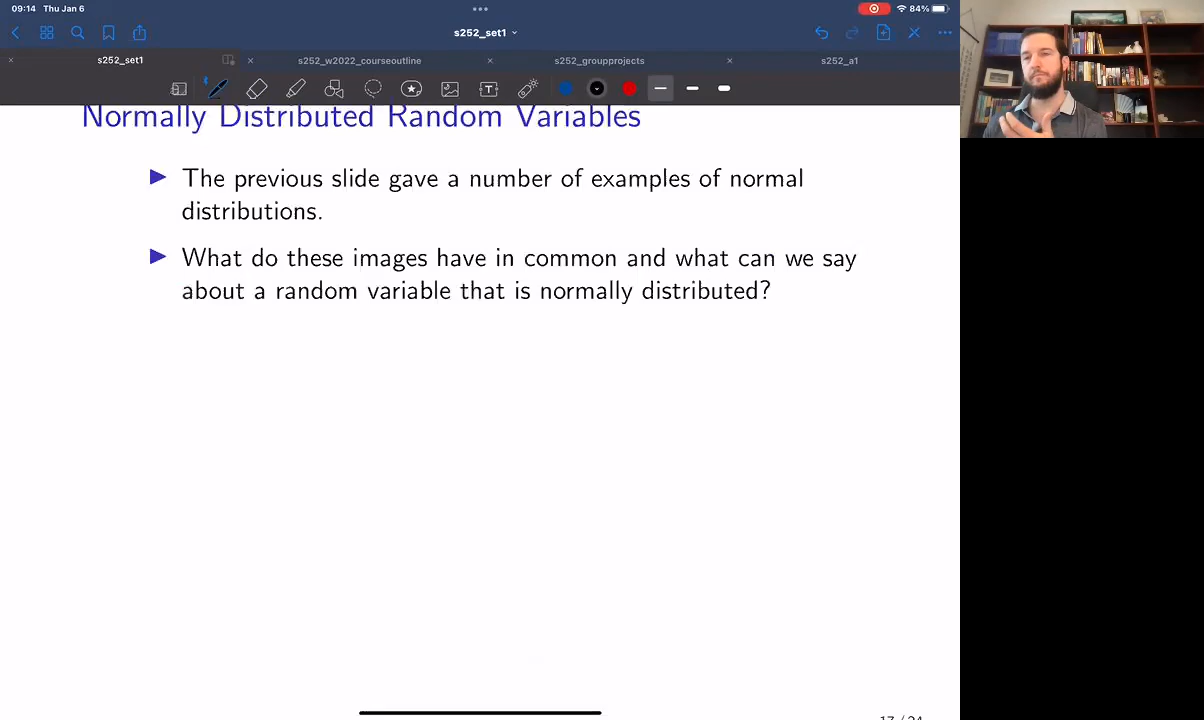 09:14 Thu Jan 6
84%
s252_set1
s252_set1
s252_w2022_courseoutline
s252_groupprojects
s252_a1
Normally Distributed Random Variables
The previous slide gave a number of examples of normal
distributions.
What do these images have in common and what can we say
about a random variable that is normally distributed?
17 / 24